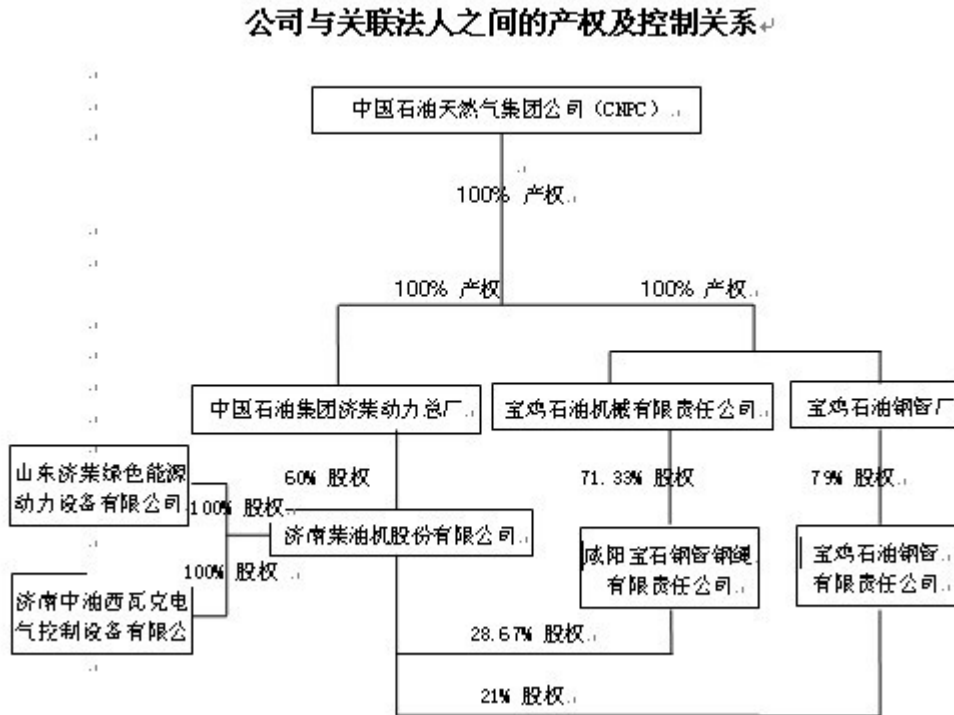 公司与关联法人之间的产权及控制关系
中国石油天然气集团公司（CNPC）
100% 产权
100% 产权
100% 产权
中国石油集团济柴动力总厂
宝鸡石油机械有限责任公司
宝鸡石油钢管厂
山东济柴绿色能源
动力设备有限公司
60% 股权
71.33% 股权
79% 股权
100% 股权
济南柴油机股份有限公司
咸阳宝石钢管钢绳
有限责任公司
宝鸡石油钢管
有限责任公司
100% 股权
济南中油西瓦克电
气控制设备有限公
28.67% 股权
21% 股权